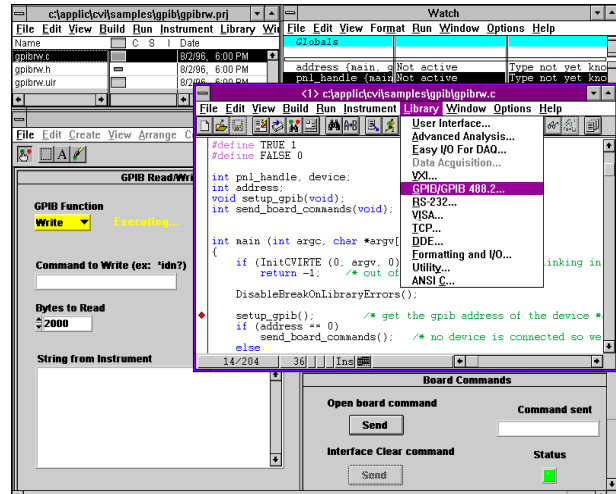 c:\applic\cvi\samples\gpib\gpibrw.prj
File Edit View Build Run Instrument Library
Name C S I Date
gpibrw.c 8/2/96, 6:00 PM
gpibrw.h 8/2/96, 6:00 PM
gpibrw.uir 8/2/96, 6:00 PM
Watch
File Edit View Format Run Window Options Help
Globals
address {main, Not active Type not yet kno
pnl_handle {main Not active Type not yet kno
<1> c:\applic\cvi\samples\gpib\gpibrw.c
File Edit View Build Run Instrument Library Window Options Help
#define TRUE 1
#define FALSE 0
int pnl_handle, device;
int address;
void setup_gpib(void);
int send_board_commands(void);
int main (int argc, char *argv[
{
if (InitCVIRTE (0, argv, 0) inking in
return -1; /* out of
DisableBreakOnLibraryErrors();
setup_gpib(); /* get the gpib address of the device *
if (address == 0)
send_board_commands(); /* no device is connected so we
else
14/204 36 Ins
User Interface...
Advanced Analysis...
Easy I/O For DAQ...
Data Acquisition...
VXI...
GPIB/GPIB 488.2...
RS-232...
VISA...
TCP...
DDE...
Formatting and I/O...
Utility...
ANSI C...
File Edit Create View Arrange
GPIB Read/Wri
GPIB Function
Write Executing...
Command to Write (ex: *idn?)
Bytes to Read
2000
String from Instrument
Board Commands
Open board command
Send
Command sent
Interface Clear command
Send
Status